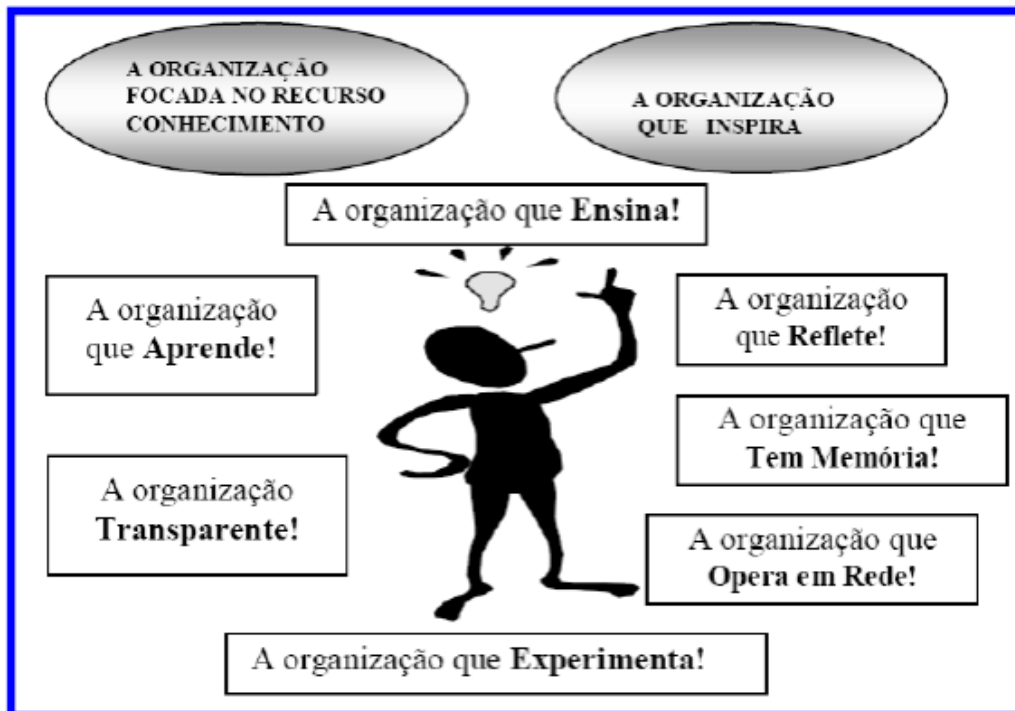 A ORGANIZAÇÃO
FOCADA NO RECURSO
CONHECIMENTO
A ORGANIZAÇÃO
QUE INSPIRA
A organização que Ensina!
A organização
que Aprende!
A organização
que Reflete!
A organização que
Tem Memória!
A organização
Transparente!
A organização que
Opera em Rede!
A organização que Experimenta!